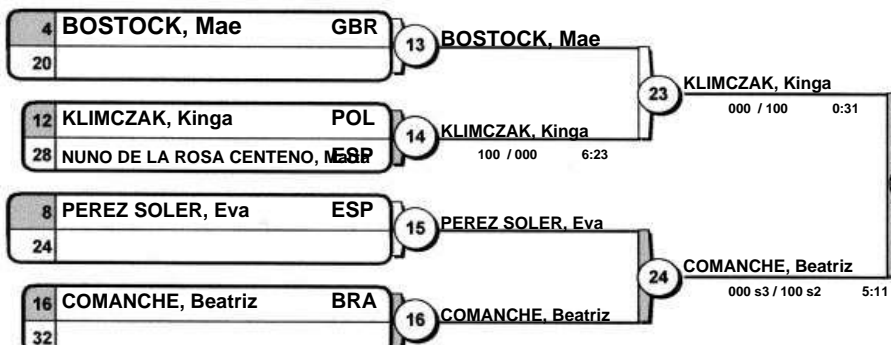 4 BOSTOCK, Mae GBR
20
13 BOSTOCK, Mae
12 KLIMCZAK, Kinga POL
28 NUNO DE LA ROSA CENTENO, Marta ESP
14 KLIMCZAK, Kinga
100 / 000 6:23
23 KLIMCZAK, Kinga
000 / 100 0:31
8 PEREZ SOLER, Eva ESP
24
15 PEREZ SOLER, Eva
16 COMANCHE, Beatriz BRA
32
16 COMANCHE, Beatriz
24 COMANCHE, Beatriz
000 s3 / 100 s2 5:11